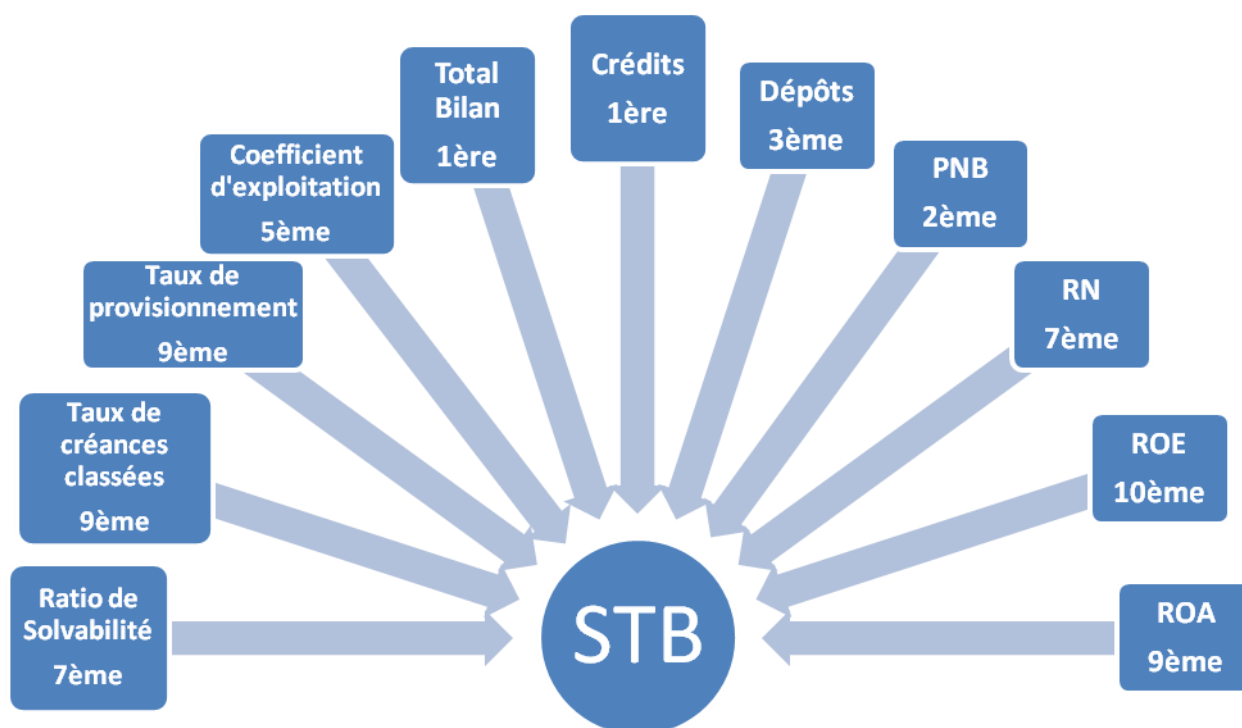 Ratio de
Solvabilité
7ème
Taux de
créances
classées
9ème
Taux de
provisionnement
9ème
Coefficient
d'exploitation
5ème
Total
Bilan
1ère
Crédits
1ère
Dépôts
3ème
PNB
2ème
RN
7ème
ROE
10ème
ROA
9ème
STB